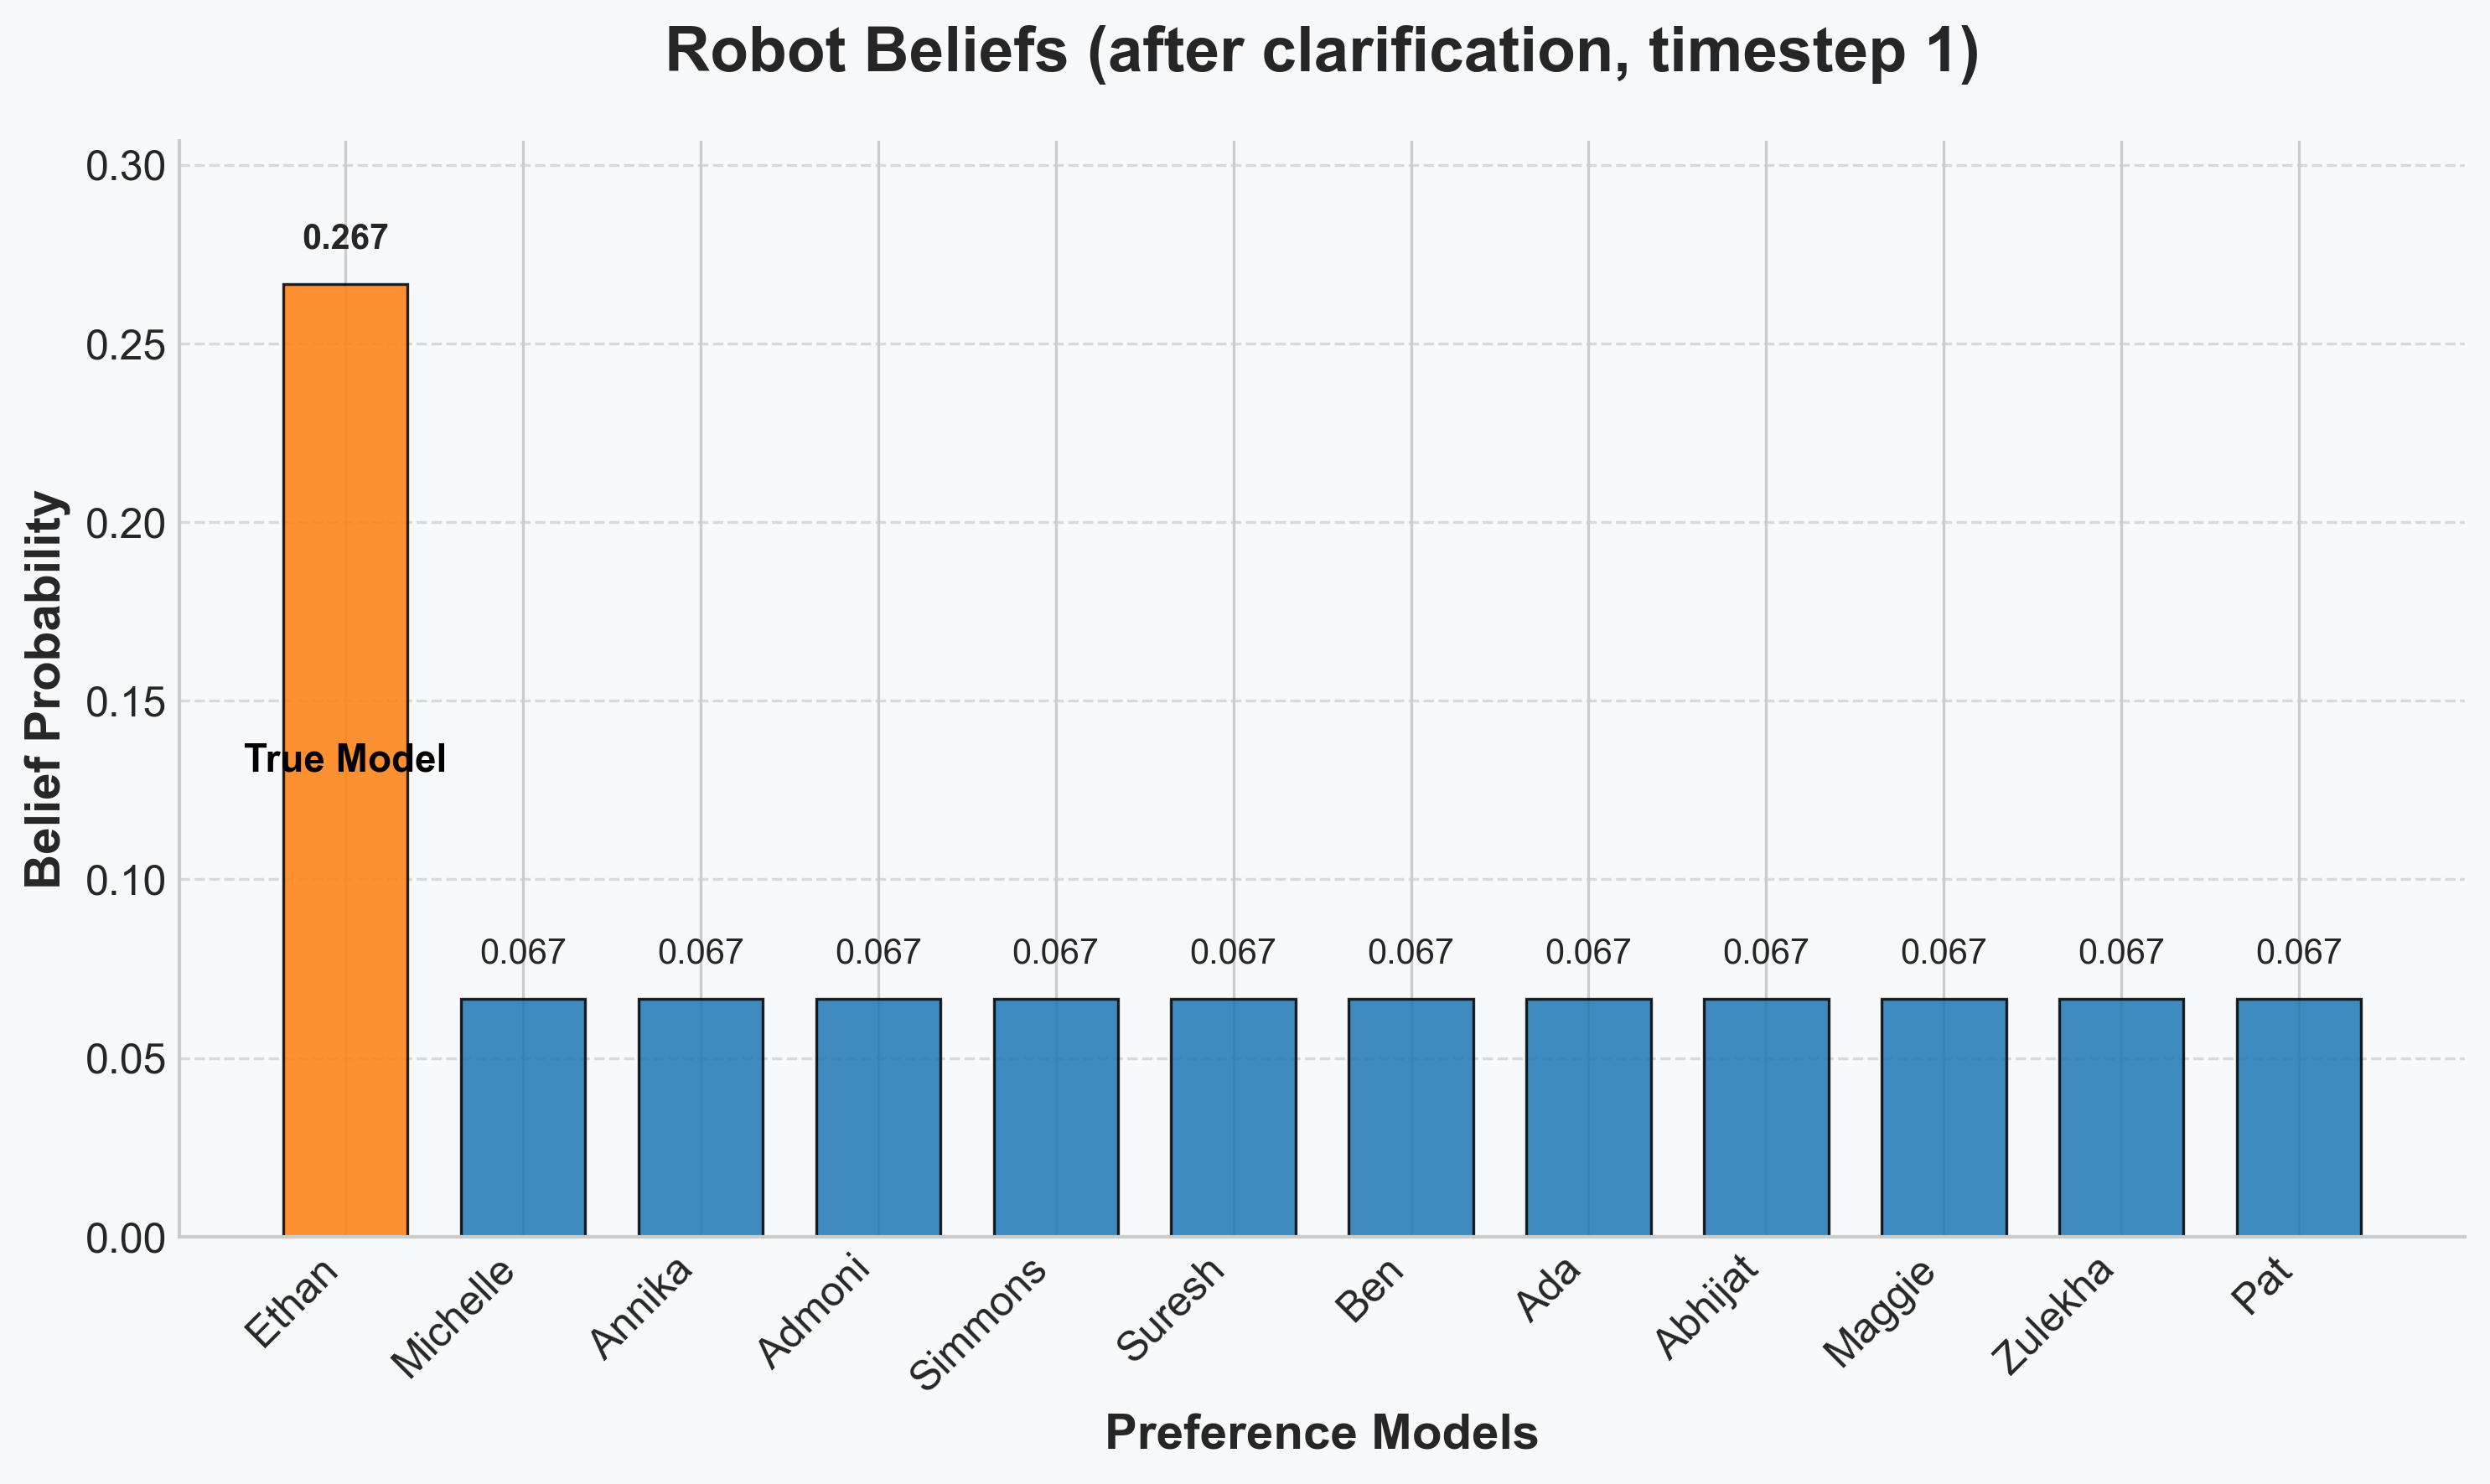 Robot Beliefs (after clarification, timestep 1)
Belief Probability
0.30
0.25
0.20
0.15
0.10
0.05
0.00
0.267
True Model
0.067
0.067
0.067
0.067
0.067
0.067
0.067
0.067
0.067
0.067
0.067
Ethan
Michelle
Annika
Admoni
Simmons
Suresh
Ben
Ada
Abhijat
Maggie
Zulekha
Pat
Preference Models